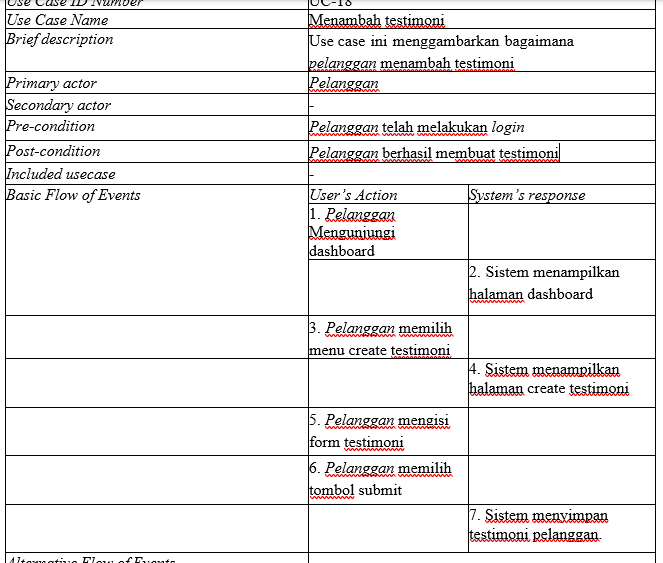 Use Case ID Number UC-18
Use Case Name Menambah testimoni
Brief description Use case ini menggambarkan bagaimana
pelanggan menambah testimoni
Primary actor Pelanggan
Secondary actor -
Pre-condition Pelanggan telah melakukan login
Post-condition Pelanggan berhasil membuat testimoni
Included usecase -
Basic Flow of Events User's Action System's response
1. Pelanggan
Mengunjungi
dashboard
2. Sistem menampilkan
halaman dashboard
3. Pelanggan memilih
menu create testimoni
4. Sistem menampilkan
halaman create testimoni
5. Pelanggan mengisi
form testimoni
6. Pelanggan memilih
tombol submit
7. Sistem menyimpan
testimoni pelanggan.
Alternative Flow of Events